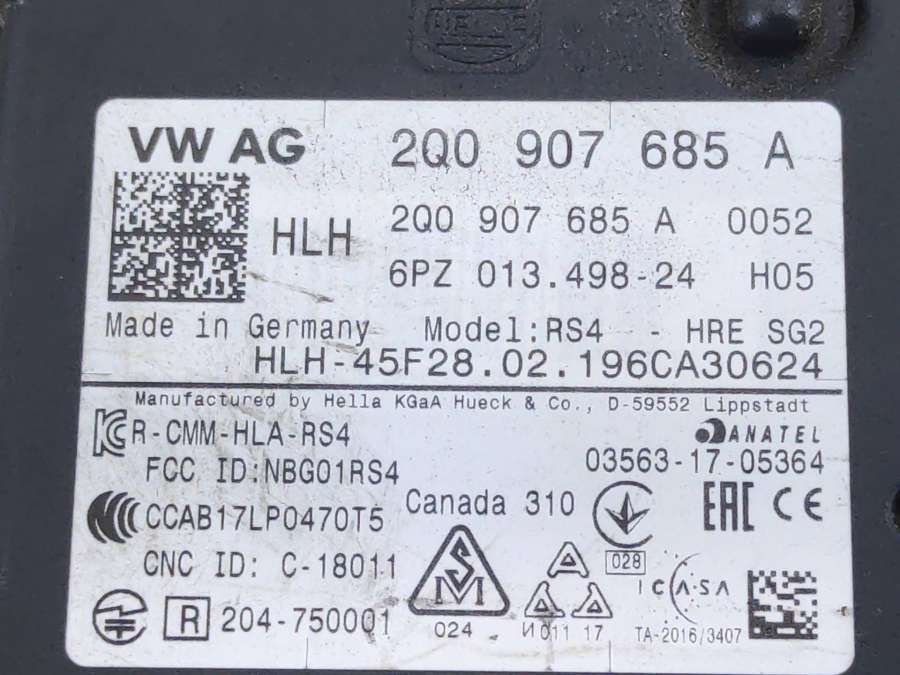 HELLA
VW AG 2Q0 907 685 A
HLH 2Q0 907 685 A 0052
6PZ 013.498-24 H05
Made in Germany Model:RS4 - HRE SG2
HLH-45F28.02.196CA30624
Manufactured by Hella KGaA Hueck & Co., D-59552 Lippstadt
R-CMM-HLA-RS4 ANATEL
FCC ID:NBG01RS4 03563-17-05364
CCAB17LP0470T5 Canada 310 EAC CE
CNC ID: C-18011 028
R 204-750001 024 И011 17 ICASA
TA-2016/3407